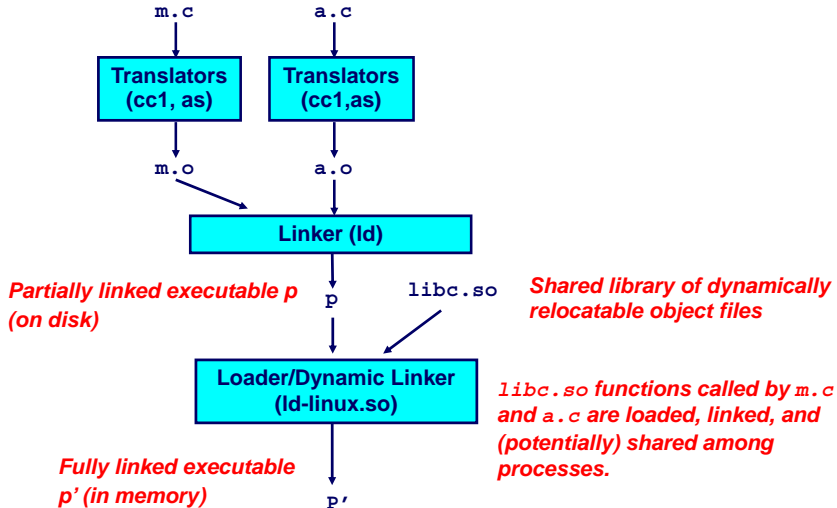 m.c
a.c
Translators
(cc1, as)
Translators
(cc1,as)
m.o
a.o
Linker (ld)
Partially linked executable p
(on disk)
p
libc.so
Shared library of dynamically
relocatable object files
Loader/Dynamic Linker
(ld-linux.so)
libc.so functions called by m.c
and a.c are loaded, linked, and
(potentially) shared among
processes.
Fully linked executable
p' (in memory)
P'